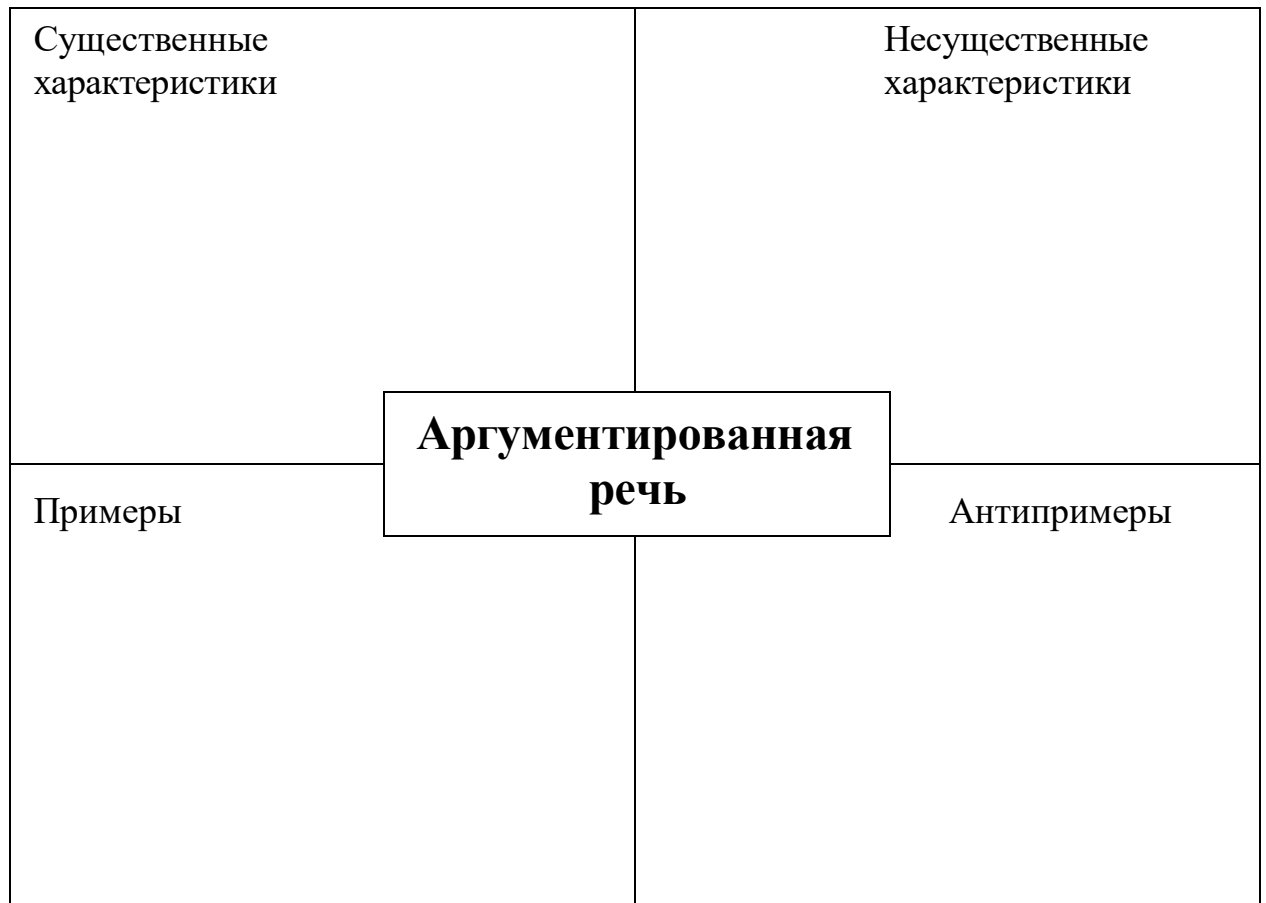 Существенные
характеристики
Несущественные
характеристики
Аргументированная
речь
Примеры
Антипримеры